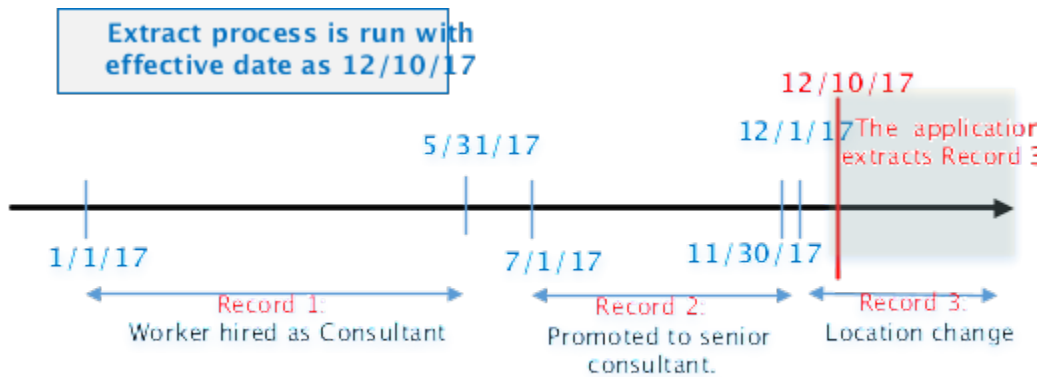 Extract process is run with
effective date as 12/10/17
12/10/17
12/1/17
The application
extracts Record 3
5/31/17
1/1/17
7/1/17
11/30/17
Record 1:
Worker hired as Consultant
Record 2:
Promoted to senior
consultant.
Record 3:
Location change